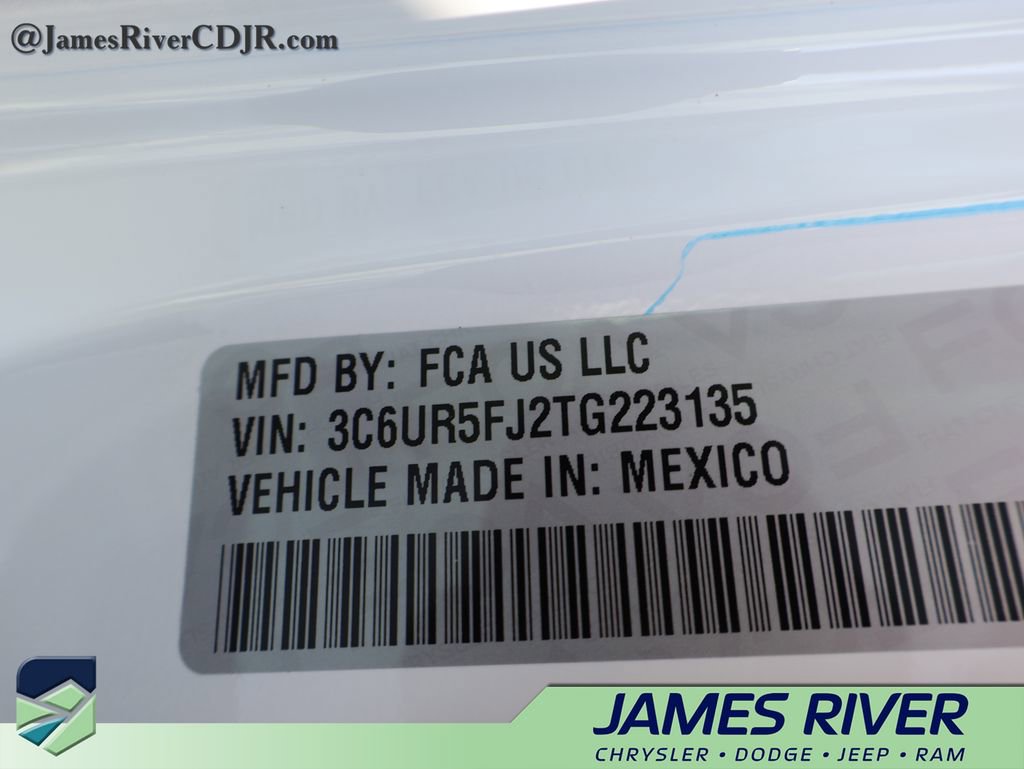 @JamesRiverCDJR.com
MFD BY: FCA US LLC
VIN: 3C6UR5FJ2TG223135
VEHICLE MADE IN: MEXICO
JAMES RIVER
CHRYSLER • DODGE • JEEP • RAM